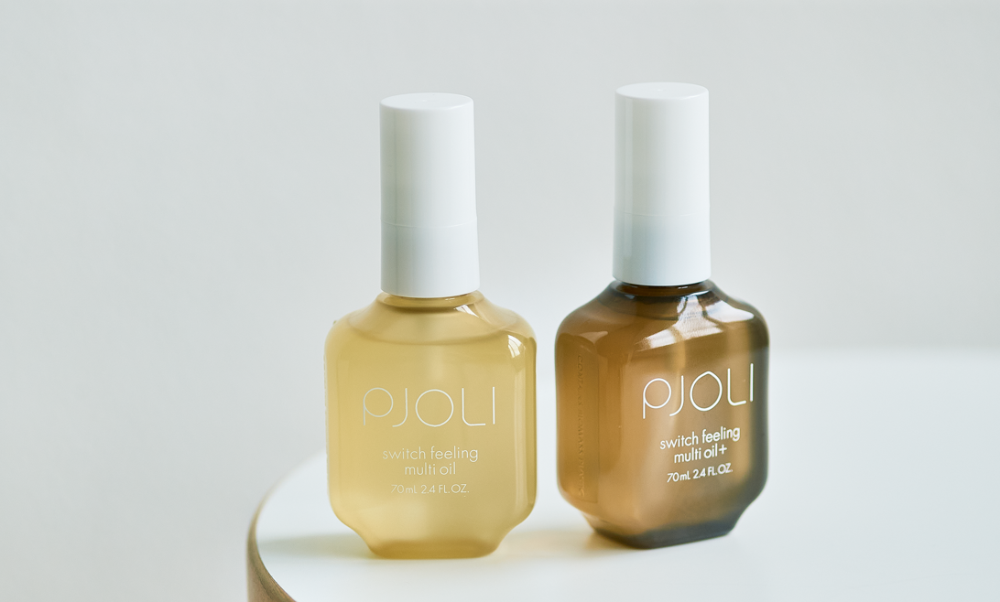 PJOLI
switch feeling
multi oil
70mL 2.4 FL.OZ.
PJOLI
switch feeling
multi oil+
70mL 2.4 FL.OZ.